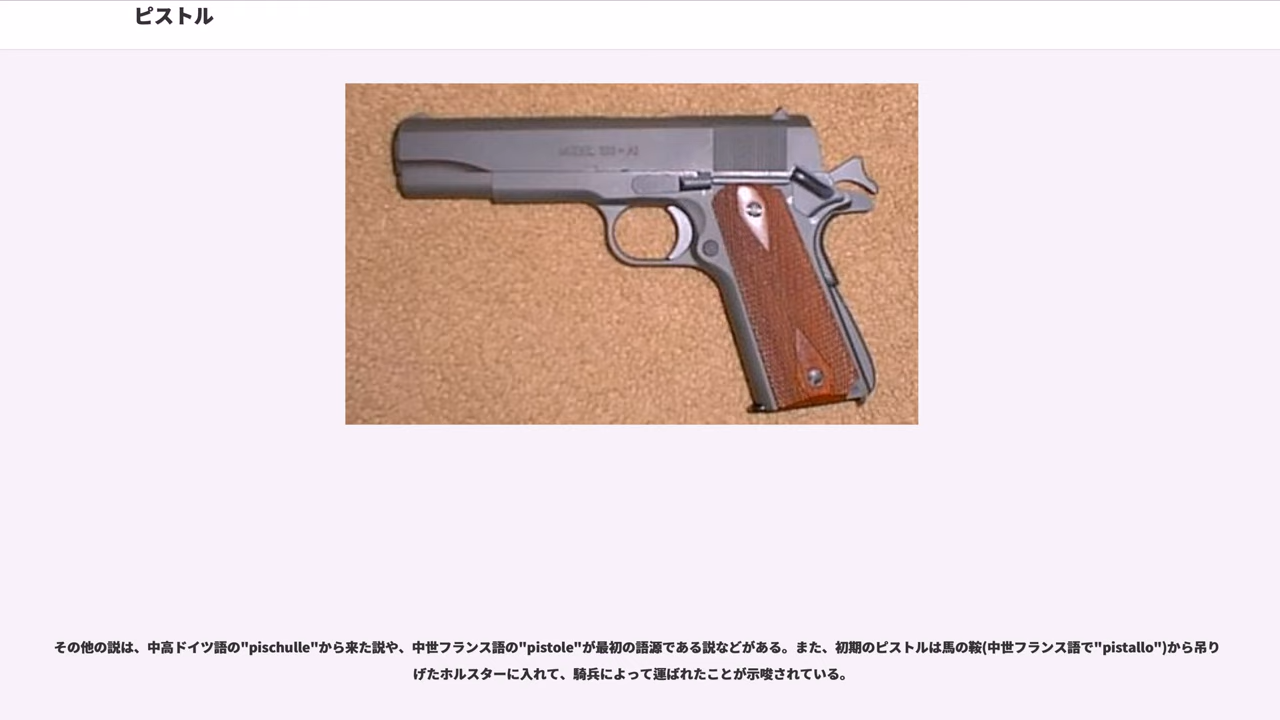 ピストル
その他の説は、中高ドイツ語の"pischulle"から来た説や、中世フランス語の"pistole"が最初の語源である説などがある。また、初期のピストルは馬の鞍(中世フランス語で"pistallo")から吊り
げたホルスターに入れて、騎兵によって運ばれたことが示唆されている。